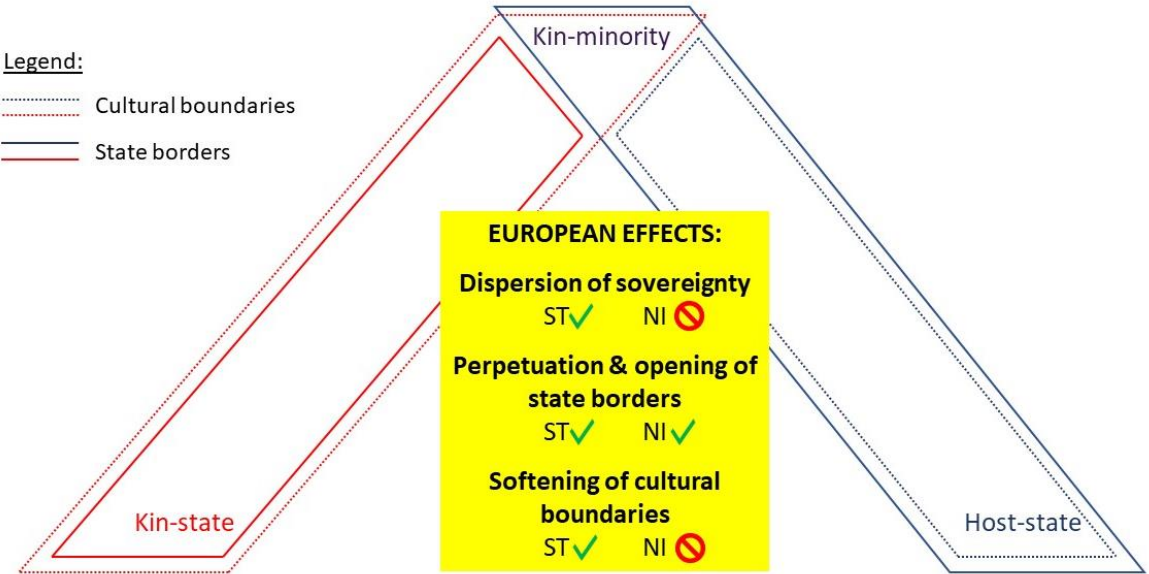 Kin-minority
Legend:
Cultural boundaries
State borders
EUROPEAN EFFECTS:
Dispersion of sovereignty
ST NI
Perpetuation & opening of
state borders
ST NI
Softening of cultural
boundaries
ST NI
Kin-state
Host-state